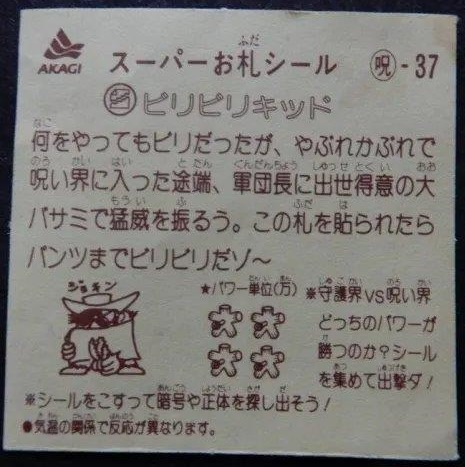 AKAGI
スーパーお札シール
ふだ
呪 - 37
ビリビリキッド
何をやってもビリだったが、やぶれかぶれで
呪い界に入った途端、軍団長に出世得意の大
バサミで猛威を振るう。この札を貼られたら
パンツまでビリビリだゾ〜
ジョキン
★パワー単位(万)
※守護界VS呪い界
どっちのパワーが
勝つのか?シール
を集めて出撃ダ!
※シールをこすって暗号や正体を探し出そう!
●気温の関係で反応が異なります。